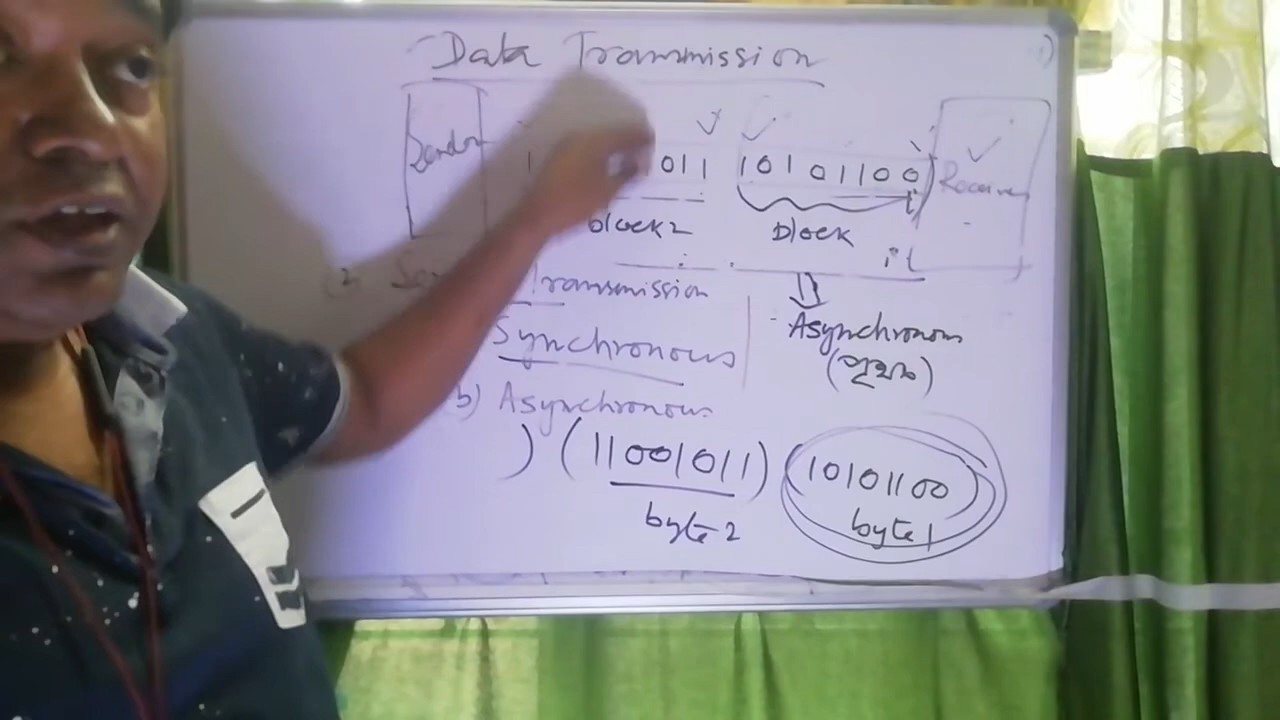 Data Transmission
Sender
1 011 10101100
Receiver
block 2 block
Transmission
Synchronous
Asynchronous
b) Asynchronous
(11001011) 10101100
byte 2 byte 1